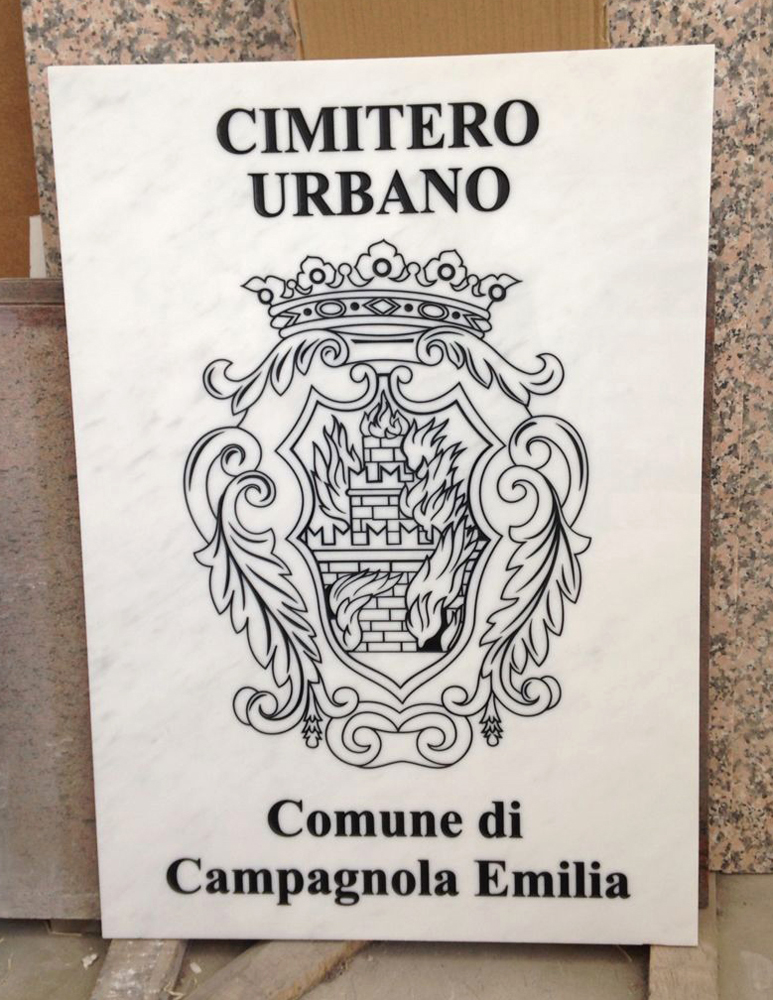 CIMITERO
URBANO
Comune di
Campagnola Emilia